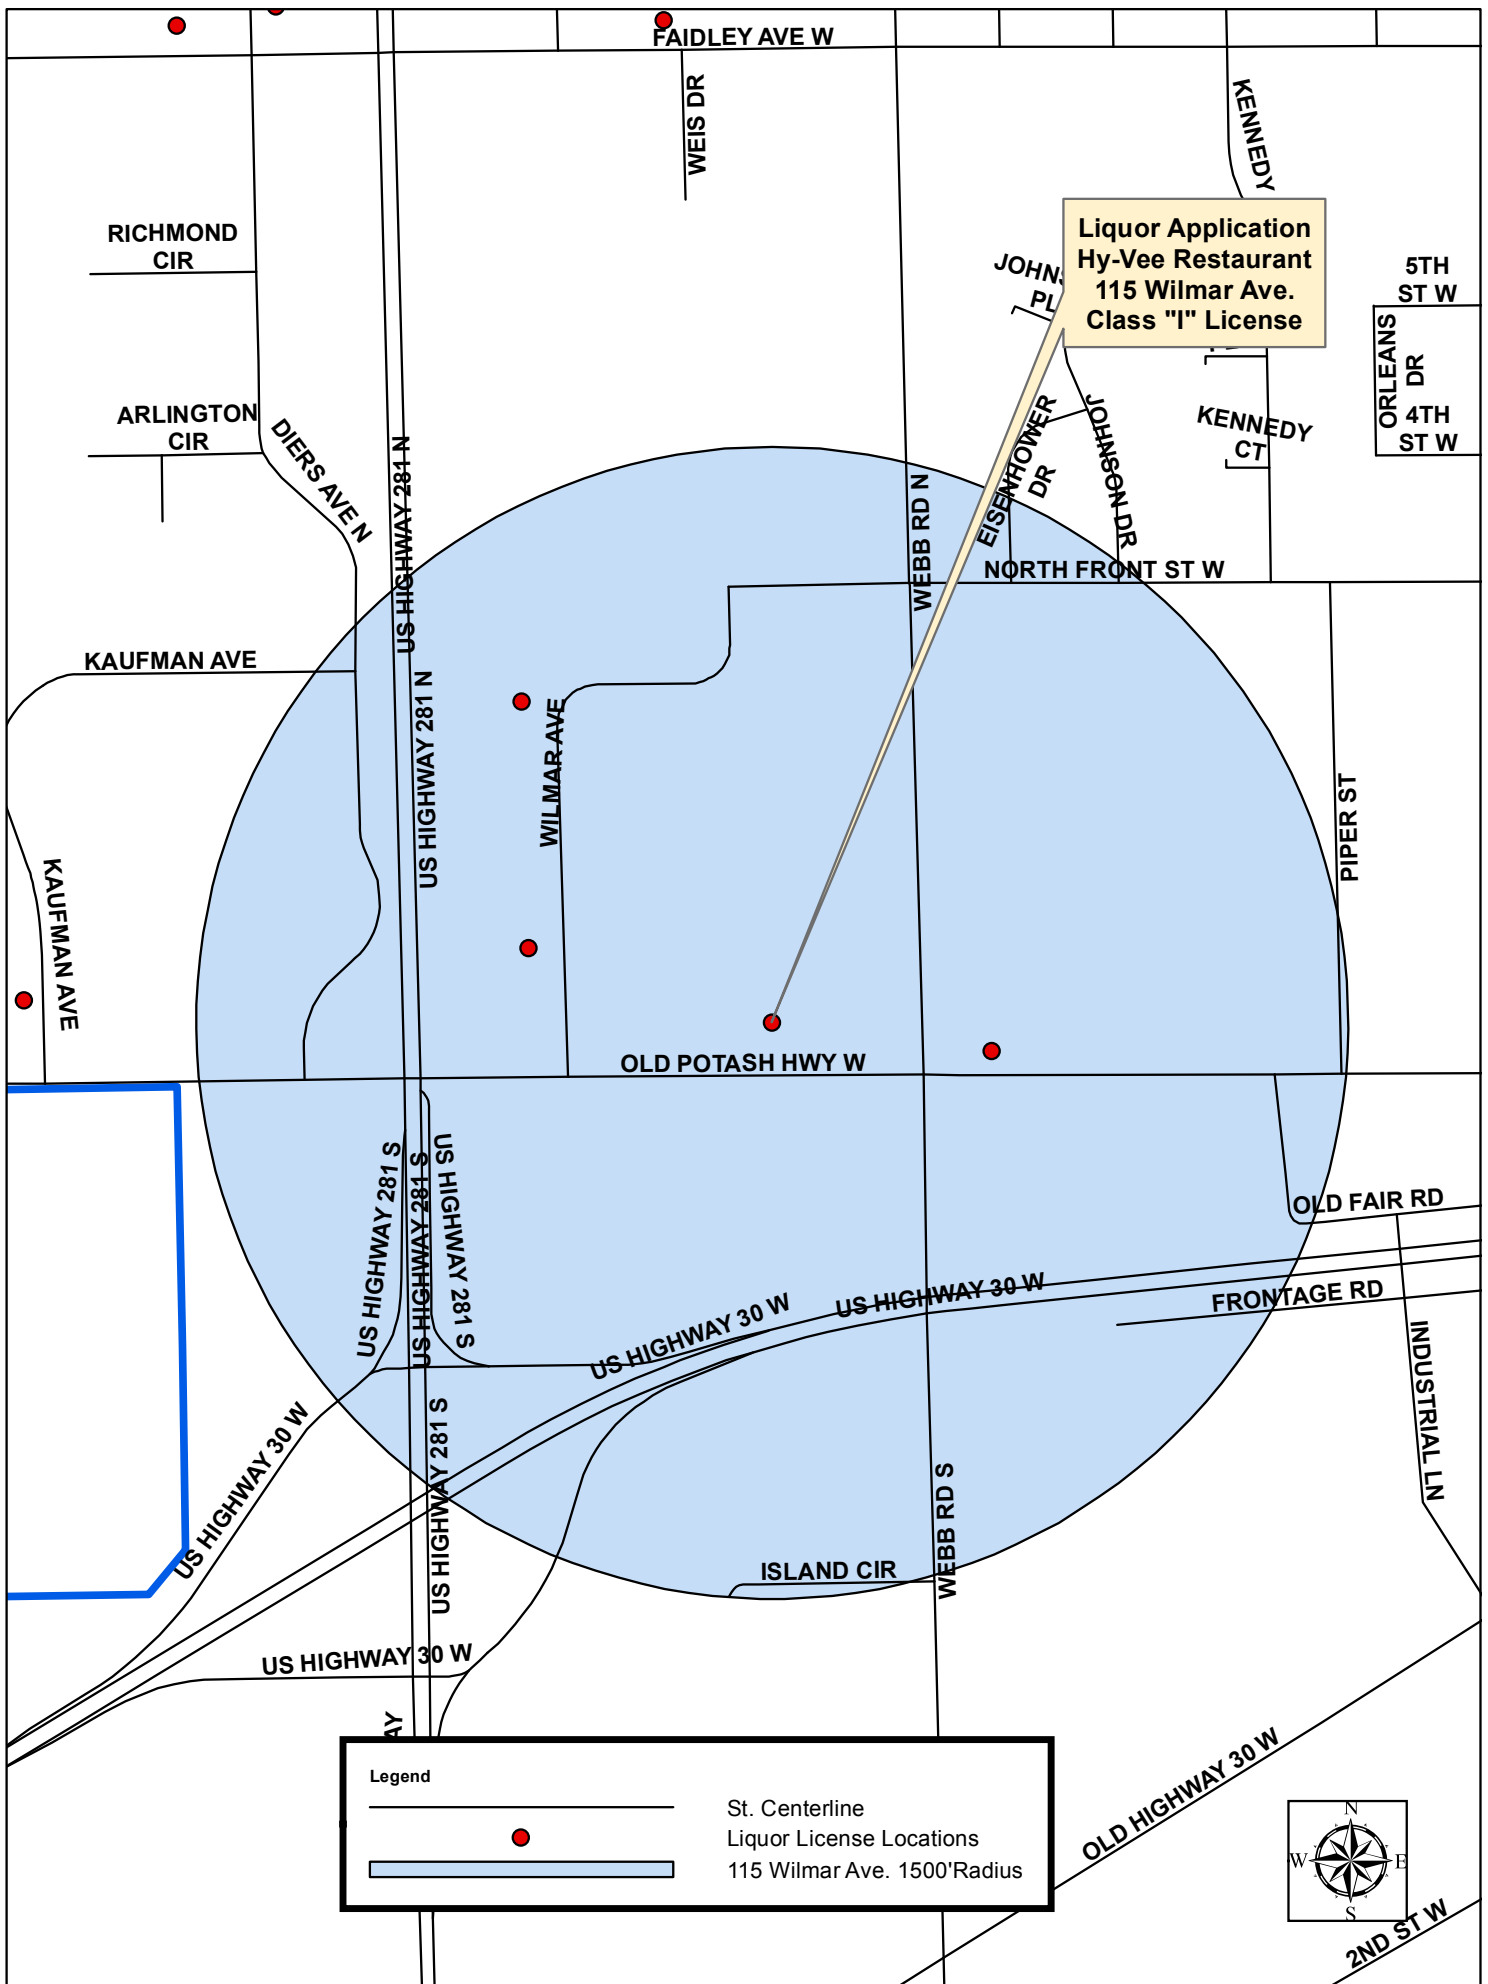 FAIDLEY AVE W
WEIS DR
KENNEDY
RICHMOND
CIR
Liquor Application
Hy-Vee Restaurant
115 Wilmar Ave.
Class "I" License
5TH
ST W
PL
ORLEANS
DR
ARLINGTON
CIR
DIERS AVE N
US HIGHWAY 281 N
EISENHOWER
DR
JOHNSON DR
KENNEDY
CT
4TH
ST W
WEBB RD N
NORTH FRONT ST W
KAUFMAN AVE
US HIGHWAY 281 N
WILMAR AVE
PIPER ST
KAUFMAN AVE
OLD POTASH HWY W
US HIGHWAY 281 S
US HIGHWAY 281 S
US HIGHWAY 281 S
OLD FAIR RD
US HIGHWAY 30 W
US HIGHWAY 30 W
FRONTAGE RD
INDUSTRIAL LN
US HIGHWAY 30 W
US HIGHWAY 281 S
WEBB RD S
ISLAND CIR
US HIGHWAY 30 W
OLD HIGHWAY 30 W
2ND ST W
Legend
St. Centerline
Liquor License Locations
115 Wilmar Ave. 1500'Radius
N
W E
S